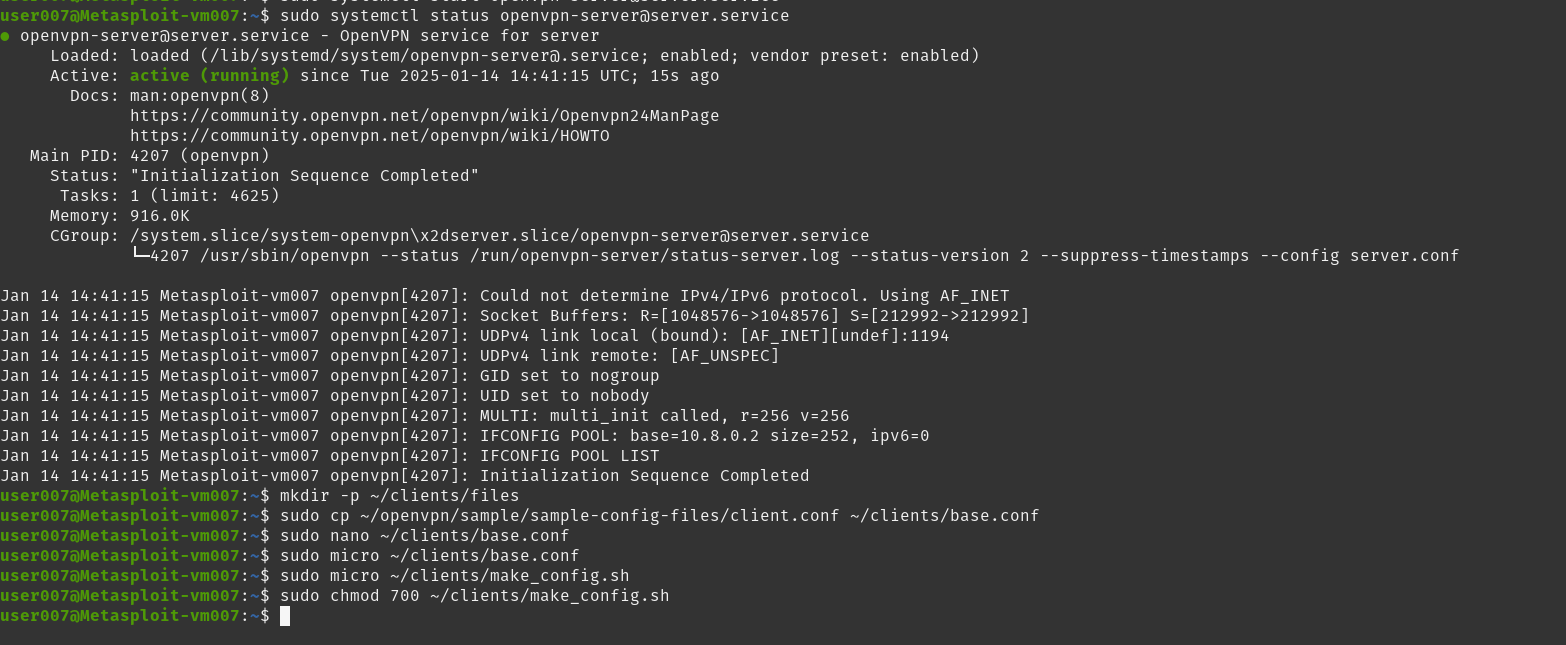 user007@Metasploit-vm007:~$ sudo systemctl start openvpn-server@server.service
user007@Metasploit-vm007:~$ sudo systemctl status openvpn-server@server.service
● openvpn-server@server.service - OpenVPN service for server
     Loaded: loaded (/lib/systemd/system/openvpn-server@.service; enabled; vendor preset: enabled)
     Active: active (running) since Tue 2025-01-14 14:41:15 UTC; 15s ago
       Docs: man:openvpn(8)
             https://community.openvpn.net/openvpn/wiki/Openvpn24ManPage
             https://community.openvpn.net/openvpn/wiki/HOWTO
   Main PID: 4207 (openvpn)
     Status: "Initialization Sequence Completed"
      Tasks: 1 (limit: 4625)
     Memory: 916.0K
     CGroup: /system.slice/system-openvpn\x2dserver.slice/openvpn-server@server.service
             └─4207 /usr/sbin/openvpn --status /run/openvpn-server/status-server.log --status-version 2 --suppress-timestamps --config server.conf
Jan 14 14:41:15 Metasploit-vm007 openvpn[4207]: Could not determine IPv4/IPv6 protocol. Using AF_INET
Jan 14 14:41:15 Metasploit-vm007 openvpn[4207]: Socket Buffers: R=[1048576->1048576] S=[212992->212992]
Jan 14 14:41:15 Metasploit-vm007 openvpn[4207]: UDPv4 link local (bound): [AF_INET][undef]:1194
Jan 14 14:41:15 Metasploit-vm007 openvpn[4207]: UDPv4 link remote: [AF_UNSPEC]
Jan 14 14:41:15 Metasploit-vm007 openvpn[4207]: GID set to nogroup
Jan 14 14:41:15 Metasploit-vm007 openvpn[4207]: UID set to nobody
Jan 14 14:41:15 Metasploit-vm007 openvpn[4207]: MULTI: multi_init called, r=256 v=256
Jan 14 14:41:15 Metasploit-vm007 openvpn[4207]: IFCONFIG POOL: base=10.8.0.2 size=252, ipv6=0
Jan 14 14:41:15 Metasploit-vm007 openvpn[4207]: IFCONFIG POOL LIST
Jan 14 14:41:15 Metasploit-vm007 openvpn[4207]: Initialization Sequence Completed
user007@Metasploit-vm007:~$ mkdir -p ~/clients/files
user007@Metasploit-vm007:~$ sudo cp ~/openvpn/sample/sample-config-files/client.conf ~/clients/base.conf
user007@Metasploit-vm007:~$ sudo nano ~/clients/base.conf
user007@Metasploit-vm007:~$ sudo micro ~/clients/base.conf
user007@Metasploit-vm007:~$ sudo micro ~/clients/make_config.sh
user007@Metasploit-vm007:~$ sudo chmod 700 ~/clients/make_config.sh
user007@Metasploit-vm007:~$